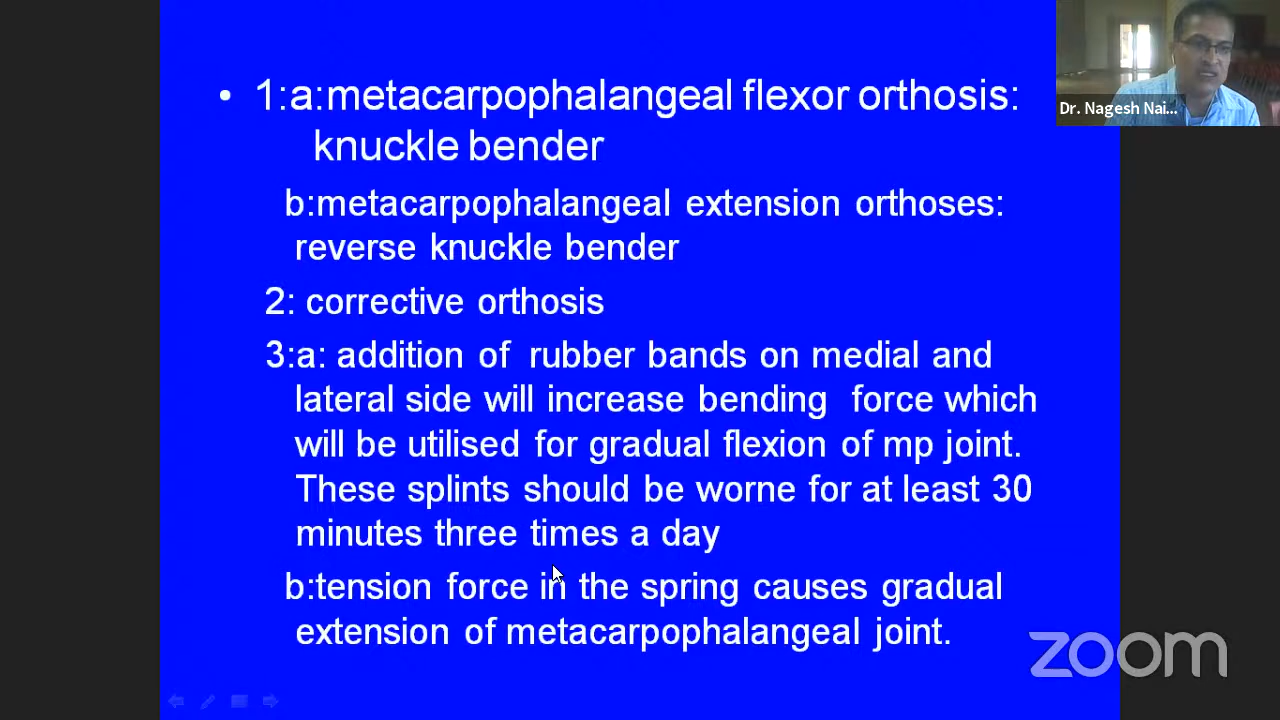 Dr. Nagesh Nai...
• 1:a:metacarpophalangeal flexor orthosis:
knuckle bender
b:metacarpophalangeal extension orthoses:
reverse knuckle bender
2: corrective orthosis
3:a: addition of rubber bands on medial and
lateral side will increase bending force which
will be utilised for gradual flexion of mp joint.
These splints should be worne for at least 30
minutes three times a day
b:tension force in the spring causes gradual
extension of metacarpophalangeal joint.
zoom